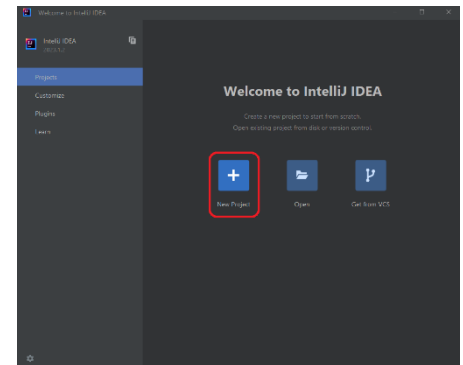 Welcome to IntelliJ IDEA
IntelliJ IDEA
Projects
Customize
Plugins
Learn
Welcome to IntelliJ IDEA
Create a new project to start from scratch.
Open existing project from disk or version control.
New Project
Open
Get from VCS